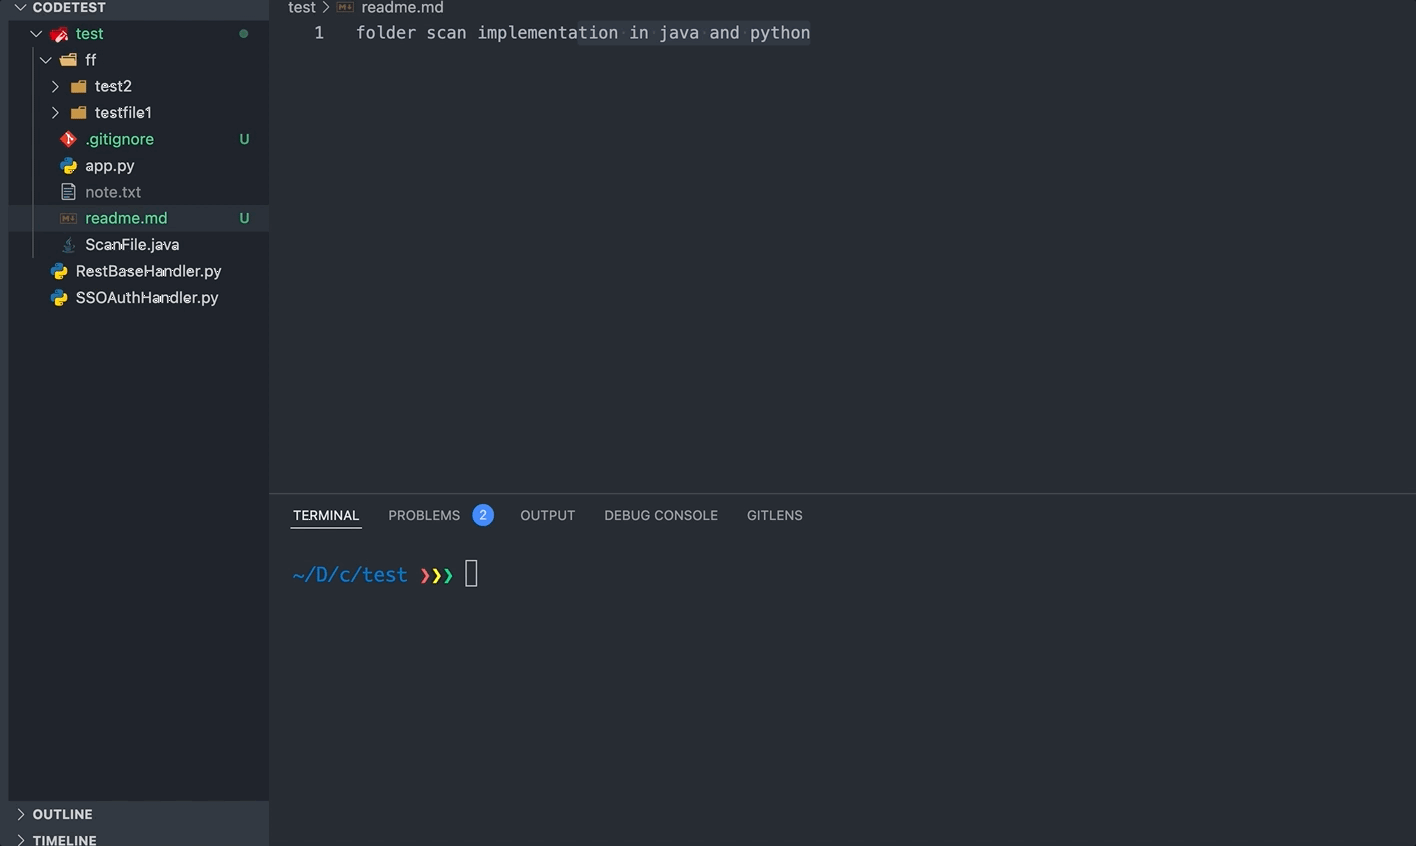 CODETEST
test
ff
test2
testfile1
.gitignore U
app.py
note.txt
readme.md U
ScanFile.java
RestBaseHandler.py
SSOAuthHandler.py
OUTLINE
TIMELINE
test > readme.md
1 folder scan implementation in java and python
TERMINAL PROBLEMS 2 OUTPUT DEBUG CONSOLE GITLENS
~/D/c/test ❯❯❯